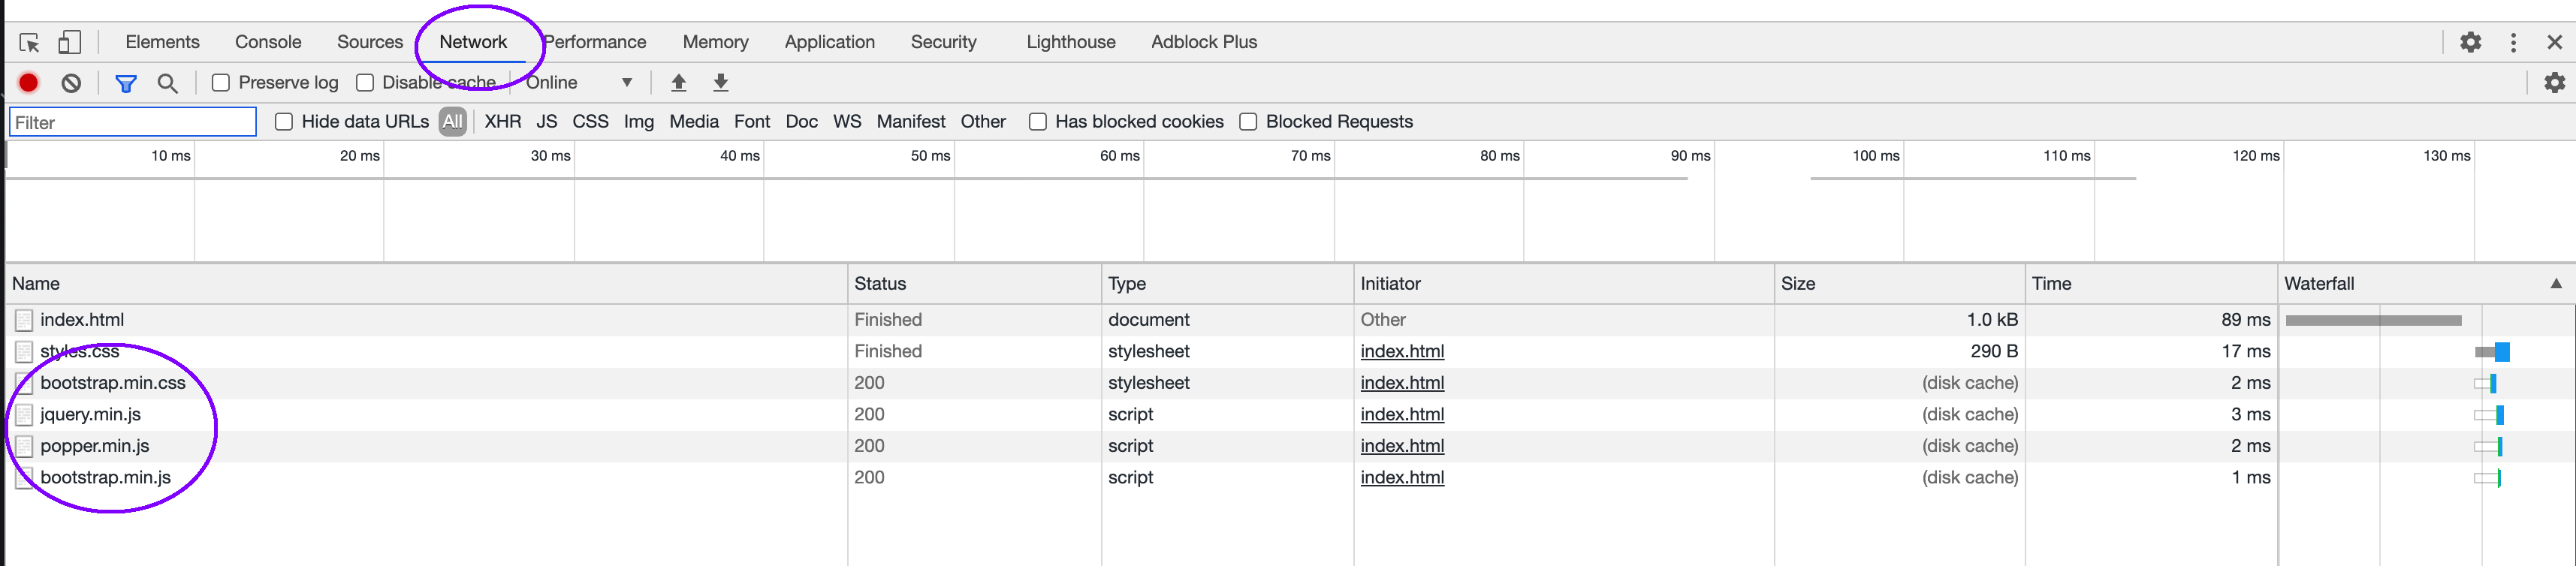 Elements Console Sources Network Performance Memory Application Security Lighthouse Adblock Plus
Preserve log Disable cache Online
Filter Hide data URLs All XHR JS CSS Img Media Font Doc WS Manifest Other Has blocked cookies Blocked Requests
10 ms 20 ms 30 ms 40 ms 50 ms 60 ms 70 ms 80 ms 90 ms 100 ms 110 ms 120 ms 130 ms
Name Status Type Initiator Size Time Waterfall
index.html Finished document Other 1.0 kB 89 ms
styles.css Finished stylesheet index.html 290 B 17 ms
bootstrap.min.css 200 stylesheet index.html (disk cache) 2 ms
jquery.min.js 200 script index.html (disk cache) 3 ms
popper.min.js 200 script index.html (disk cache) 2 ms
bootstrap.min.js 200 script index.html (disk cache) 1 ms